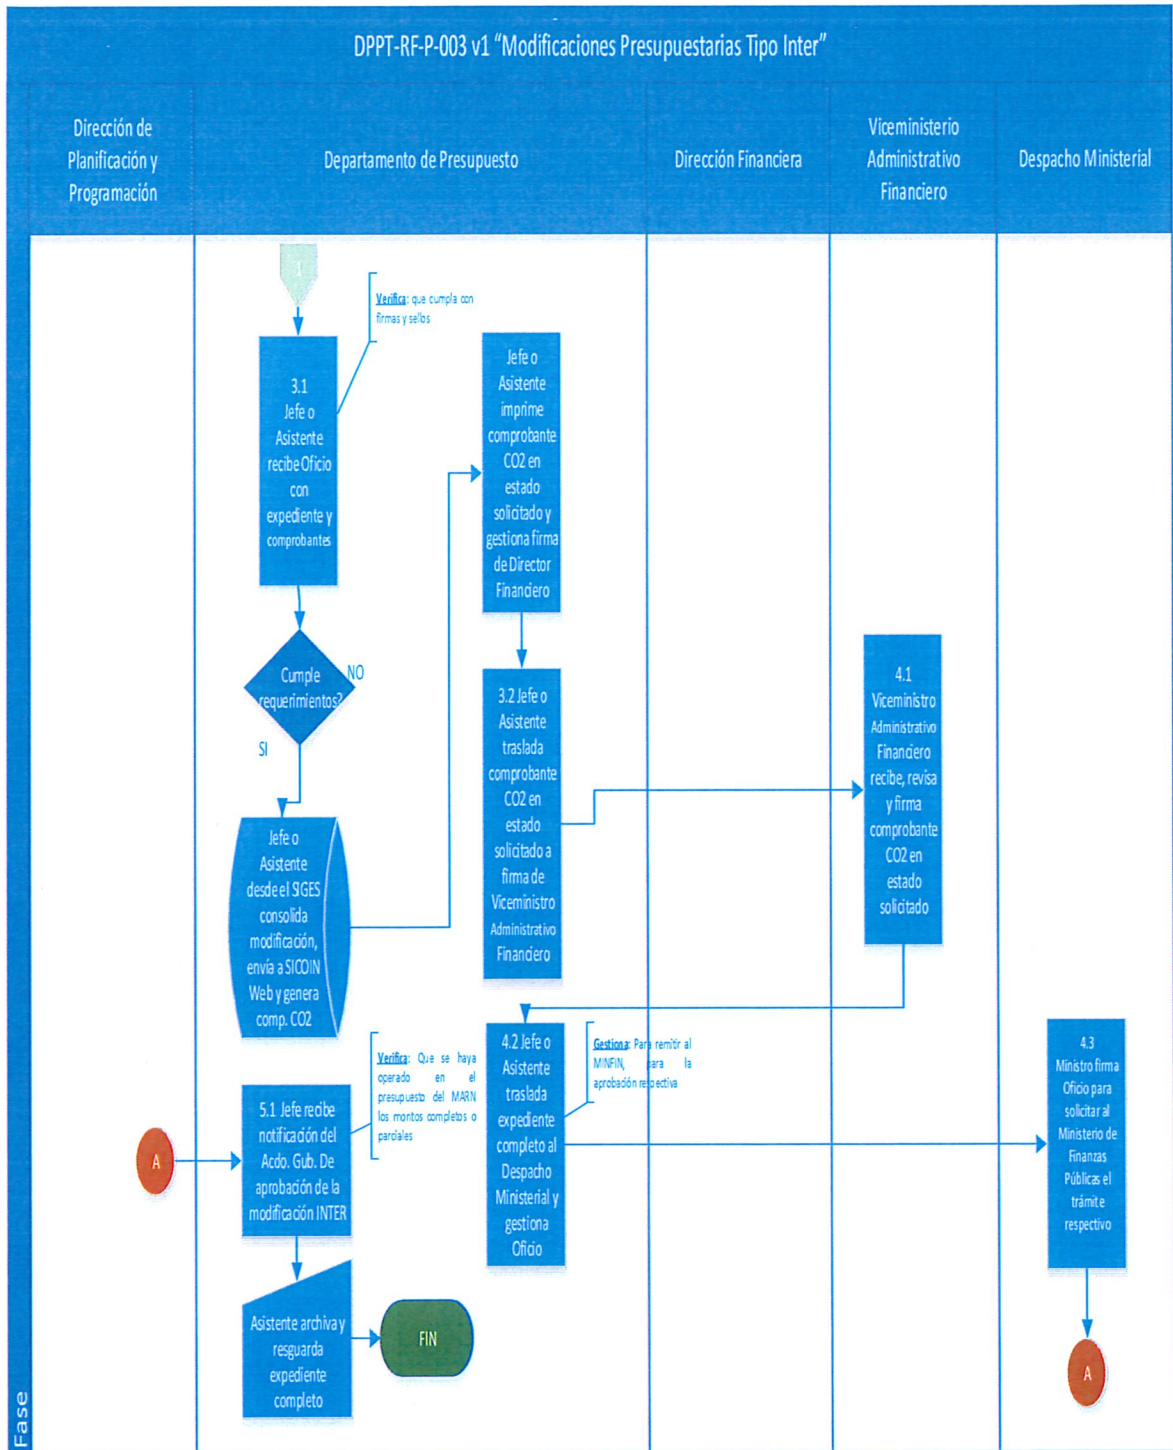 DPPT-RF-P-003 v1 “Modificaciones Presupuestarias Tipo Inter”
Dirección de
Planificación y
Programación
Departamento de Presupuesto
Dirección Financiera
Viceministerio
Administrativo
Financiero
Despacho Ministerial
1
Verifica: que cumpla con
firmas y sellos
3.1
Jefe o
Asistente
recibe Oficio
con
expediente y
comprobantes
Cumple
requerimientos?
NO
SI
Jefe o
Asistente
desde el SIGES
consolida
modificación,
envía a SICOIN
Web y genera
comp. CO2
Jefe o
Asistente
imprime
comprobante
CO2 en
estado
solicitado y
gestiona firma
de Director
Financiero
3.2 Jefe o
Asistente
traslada
comprobante
CO2 en
estado
solicitado a
firma de
Viceministro
Administrativo
Financiero
4.1
Viceministro
Administrativo
Financiero
recibe, revisa
y firma
comprobante
CO2 en
estado
solicitado
4.2 Jefe o
Asistente
traslada
expediente
completo al
Despacho
Ministerial y
gestiona
Oficio
Gestiona: Para remitir al
MINFIN, para la
aprobación respectiva
4.3
Ministro firma
Oficio para
solicitar al
Ministerio de
Finanzas
Públicas el
trámite
respectivo
A
A
5.1 Jefe recibe
notificación del
Acdo. Gub. De
aprobación de la
modificación INTER
Verifica: Que se haya
operado en el
presupuesto del MARN
los montos completos o
parciales
Asistente archiva y
resguarda
expediente
completo
FIN
Fase